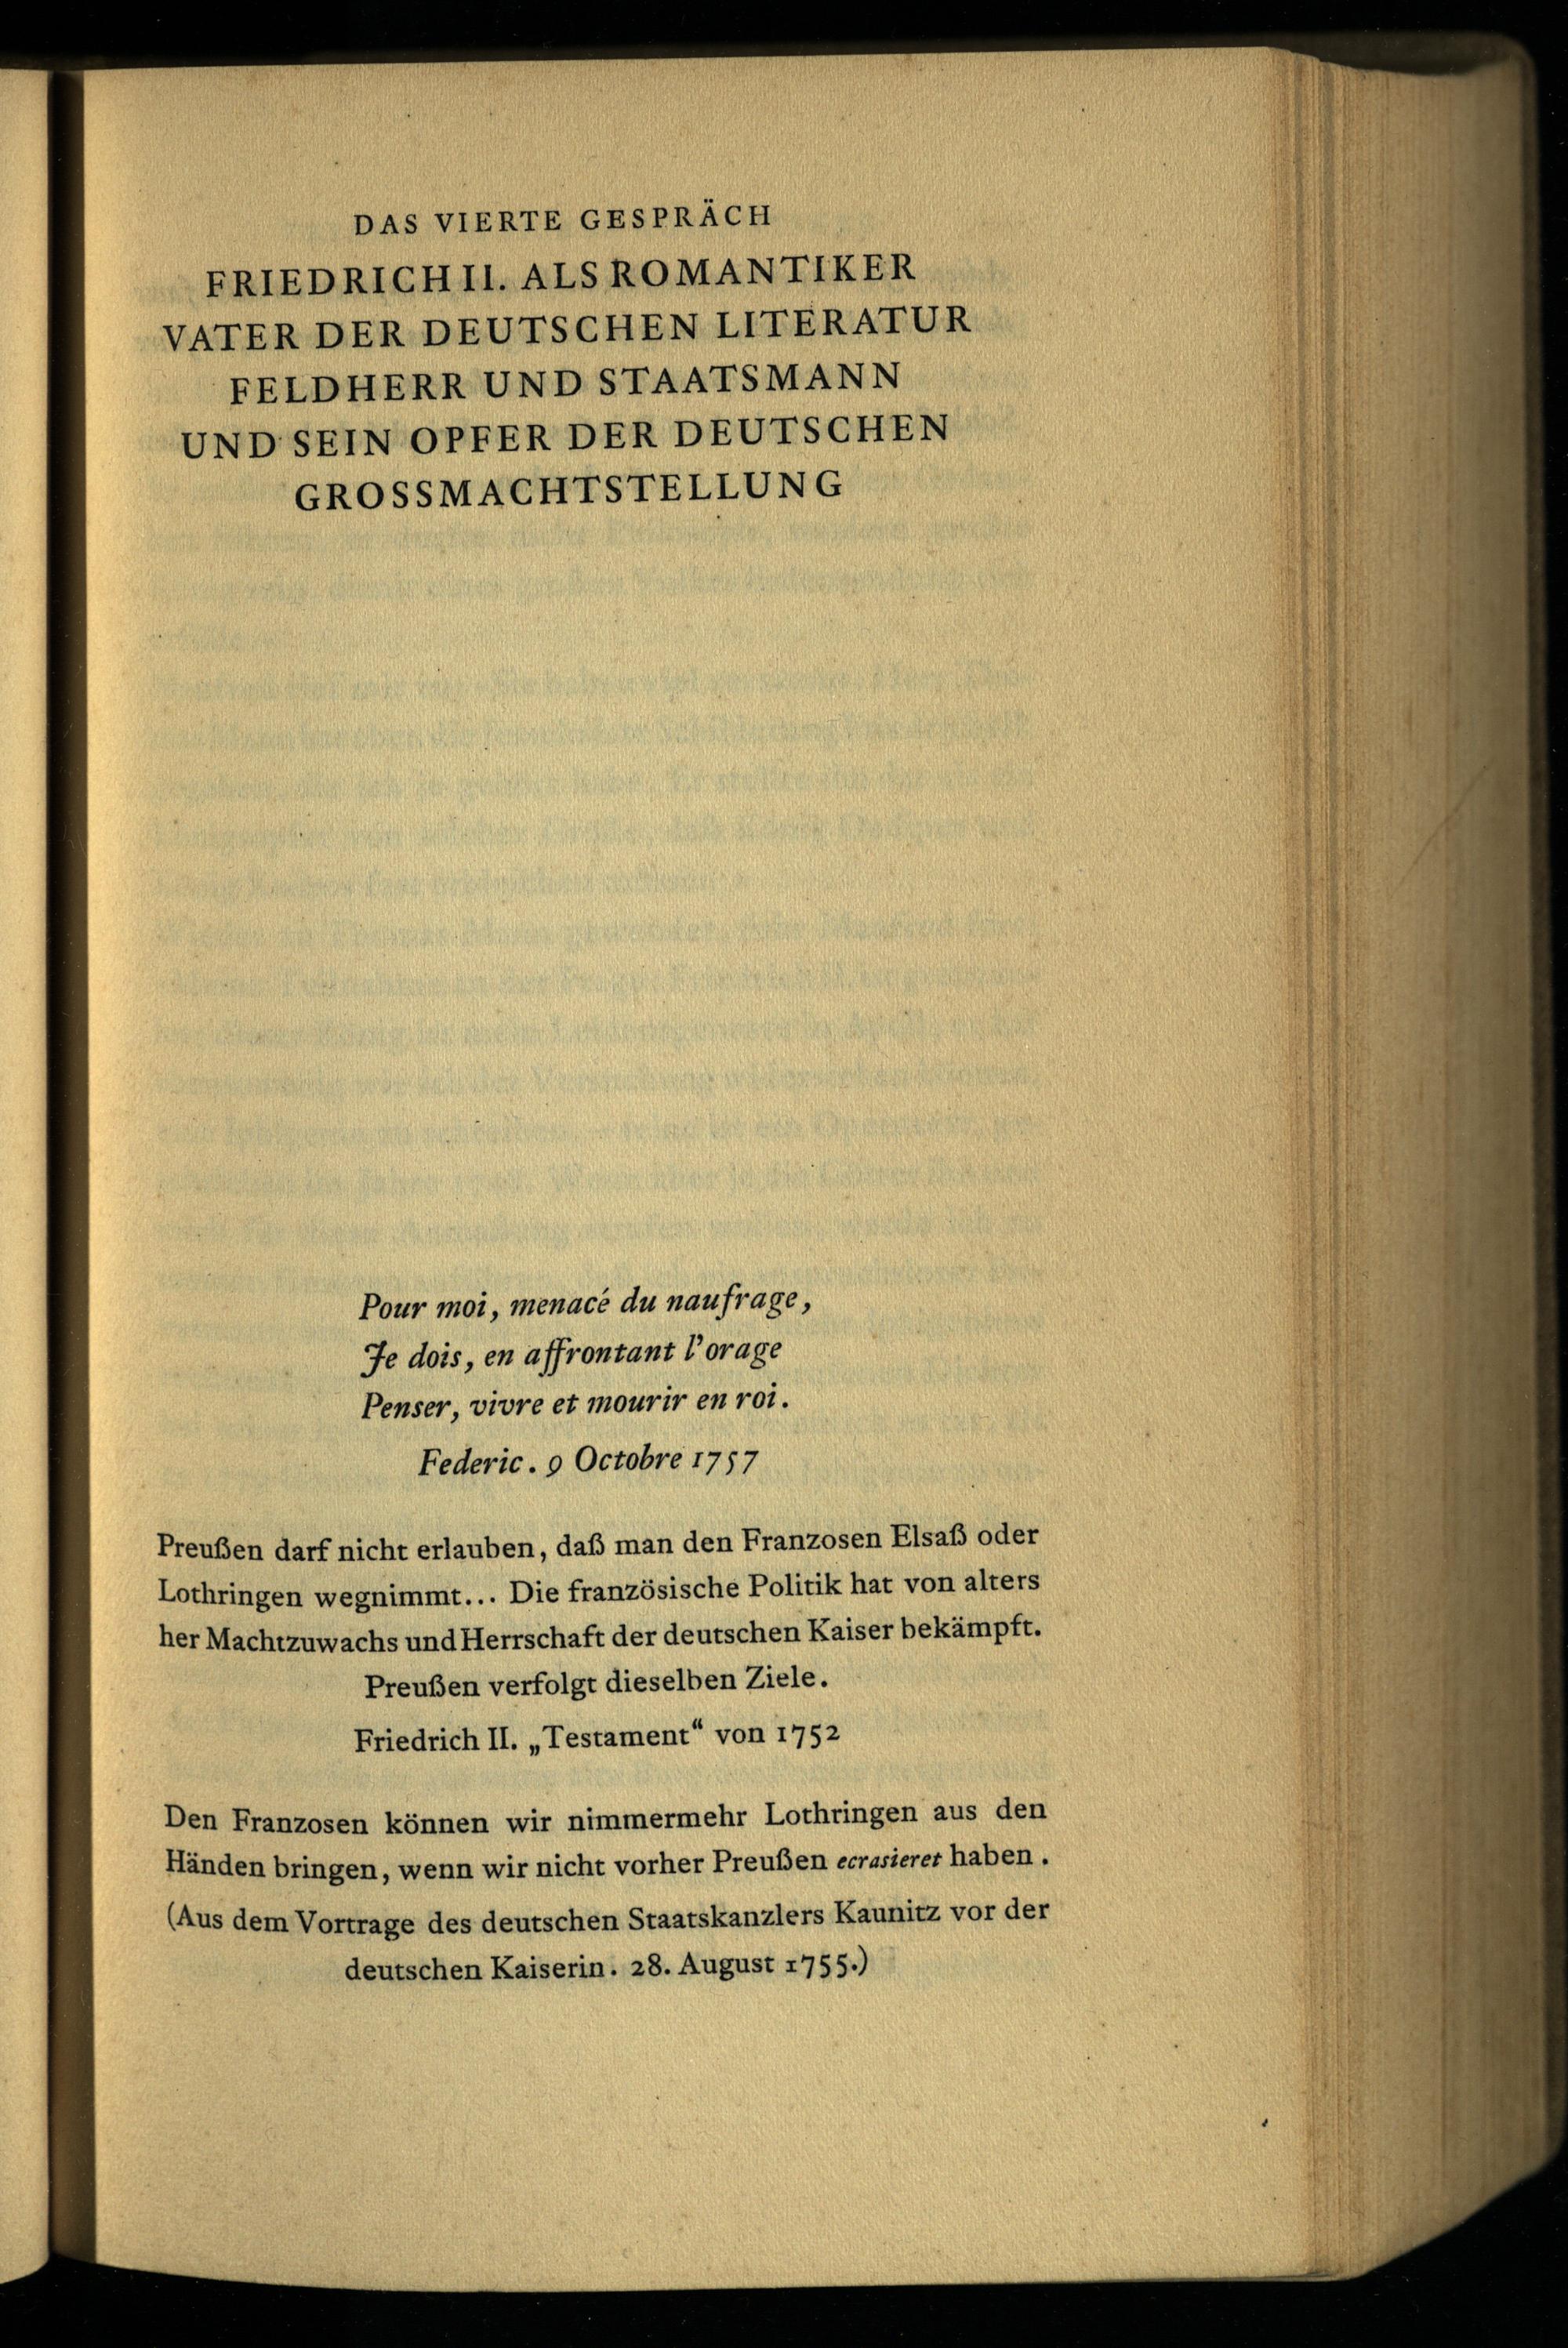 DAS VIERTE GESPRÄCH
FRIEDRICH II. ALS ROMANTIKER
VATER DER DEUTSCHEN LITERATUR
FELDHERR UND STAATSMANN
UND SEIN OPFER DER DEUTSCHEN
GROSSMACHTSTELLUNG
Pour moi, menacé du naufrage,
Je dois, en affrontant l'orage
Penser, vivre et mourir en roi.
Federic. 9 Octobre 1757
Preußen darf nicht erlauben, daß man den Franzosen Elsaß oder
Lothringen wegnimmt... Die französische Politik hat von alters
her Machtzuwachs und Herrschaft der deutschen Kaiser bekämpft.
Preußen verfolgt dieselben Ziele.
Friedrich II. „Testament“ von 1752
Den Franzosen können wir nimmermehr Lothringen aus den
Händen bringen, wenn wir nicht vorher Preußen ecrasieret haben.
(Aus dem Vortrage des deutschen Staatskanzlers Kaunitz vor der
deutschen Kaiserin. 28. August 1755.)